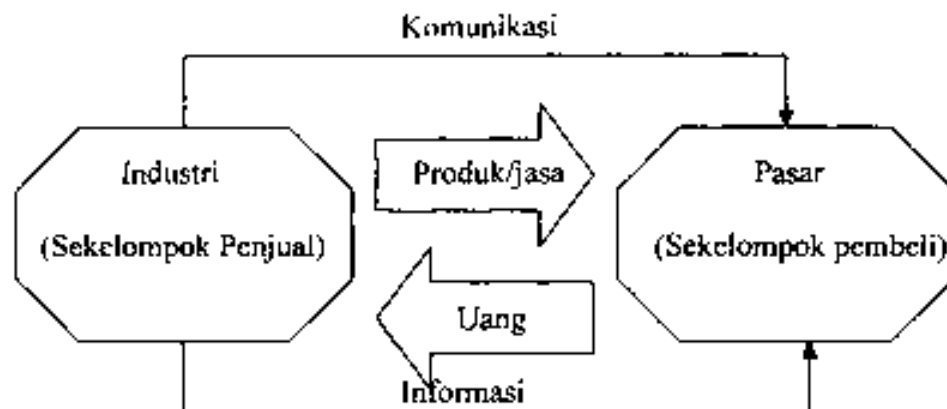 Komunikasi
Industri
(Sekelompok Penjual)
Produk/jasa
Pasar
(Sekelompok pembeli)
Uang
Informasi